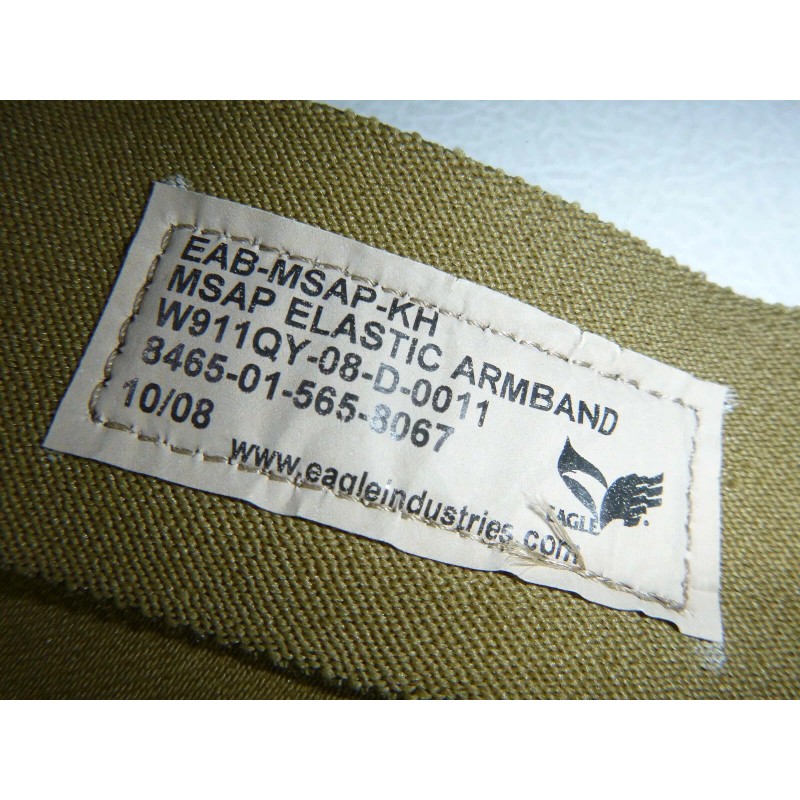 EAB-MSAP-KH
MSAP ELASTIC ARMBAND
W911QY-08-D-0011
8465-01-565-8067
10/08
www.eagleindustries.com
EAGLE